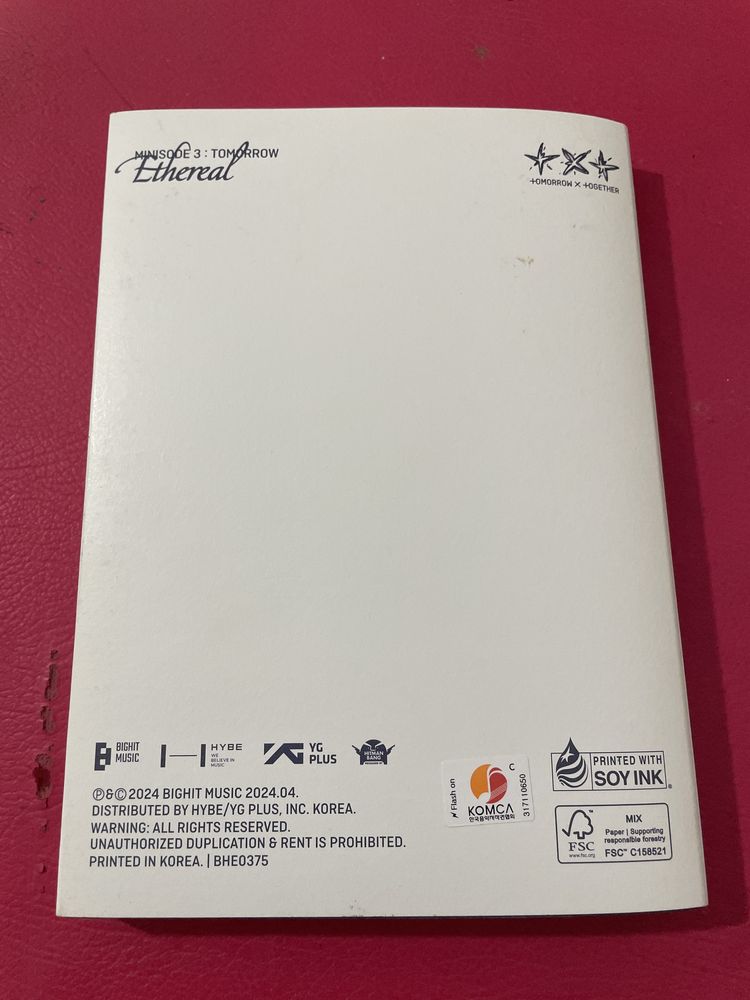 MINISODE 3 : TOMORROW
Ethereal
TOMORROW X TOGETHER
BIGHIT
MUSIC
HYBE
WE
BELIEVE IN
MUSIC
YG
PLUS
HITMAN
BANG
Flash on
C
KOMCA
한국음악저작권협회
317110650
PRINTED WITH
SOY INK
®
℗&©2024 BIGHIT MUSIC 2024.04.
DISTRIBUTED BY HYBE/YG PLUS, INC. KOREA.
WARNING: ALL RIGHTS RESERVED.
UNAUTHORIZED DUPLICATION & RENT IS PROHIBITED.
PRINTED IN KOREA. | BHE0375
FSC
www.fsc.org
MIX
Paper | Supporting
responsible forestry
FSC™ C158521